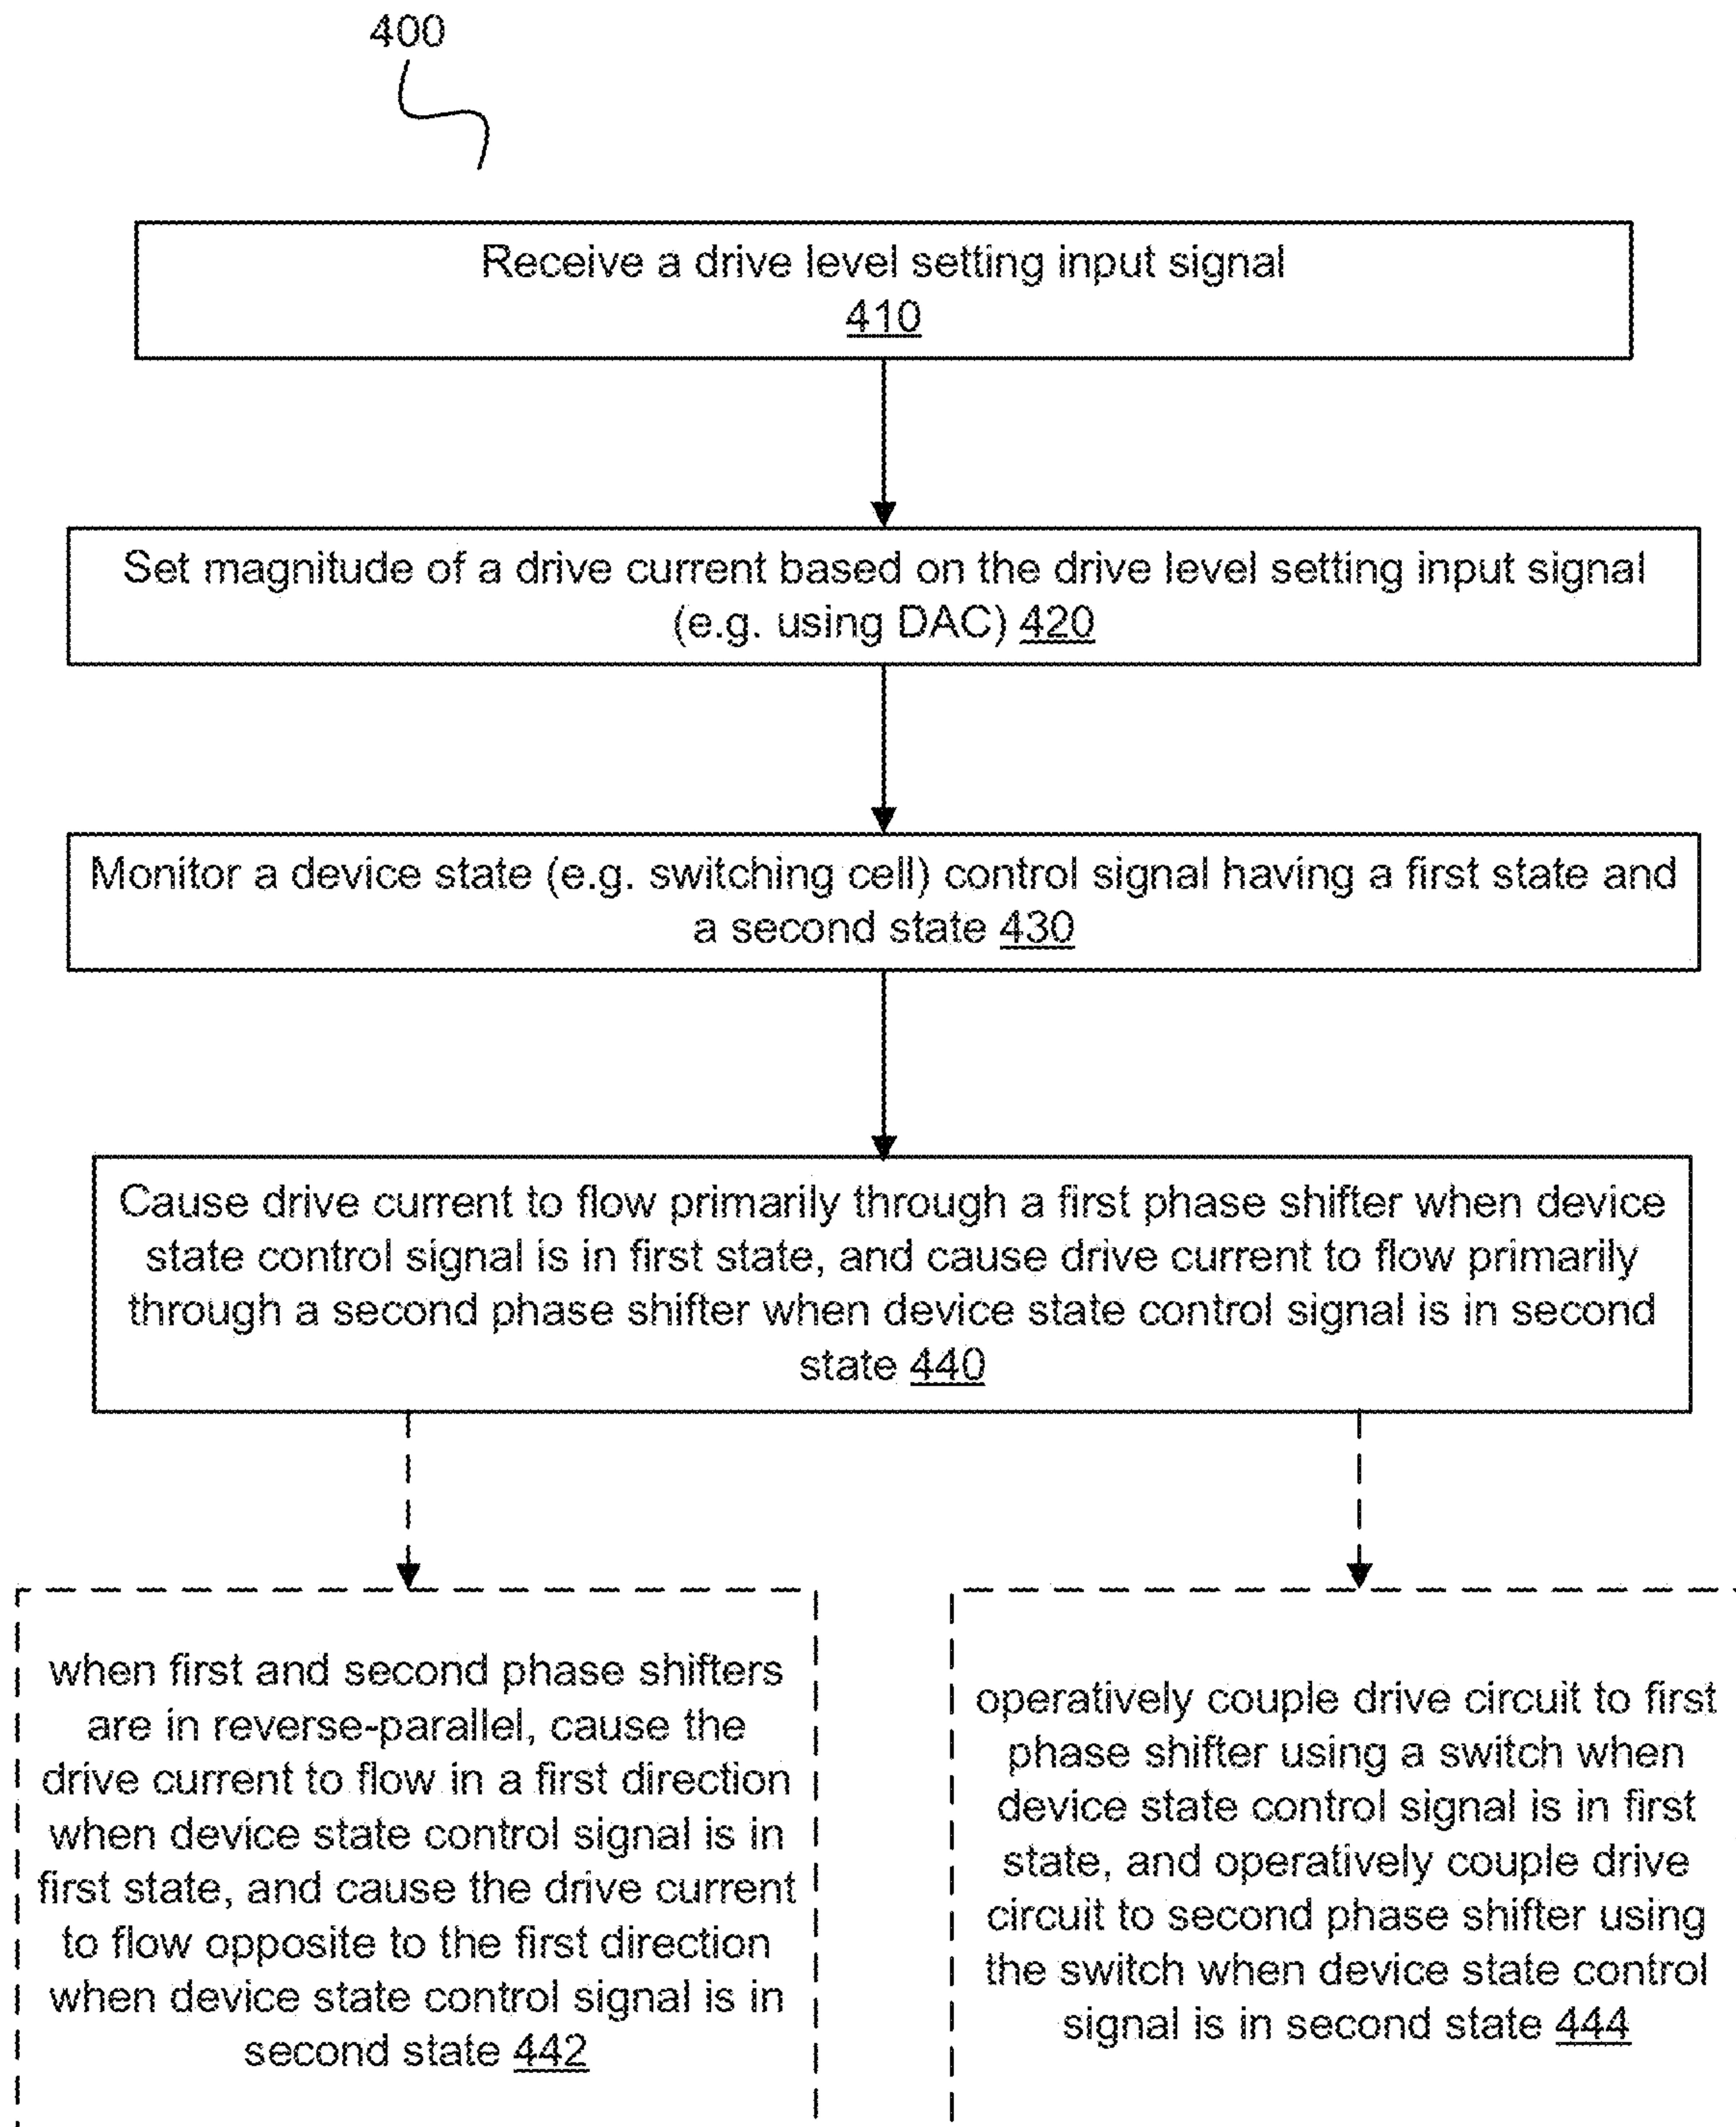 400
Receive a drive level setting input signal
410
Set magnitude of a drive current based on the drive level setting input signal
(e.g. using DAC) 420
Monitor a device state (e.g. switching cell) control signal having a first state and
a second state 430
Cause drive current to flow primarily through a first phase shifter when device
state control signal is in first state, and cause drive current to flow primarily
through a second phase shifter when device state control signal is in second
state 440
when first and second phase shifters
are in reverse-parallel, cause the
drive current to flow in a first direction
when device state control signal is in
first state, and cause the drive current
to flow opposite to the first direction
when device state control signal is in
second state 442
operatively couple drive circuit to first
phase shifter using a switch when
device state control signal is in first
state, and operatively couple drive
circuit to second phase shifter using
the switch when device state control
signal is in second state 444